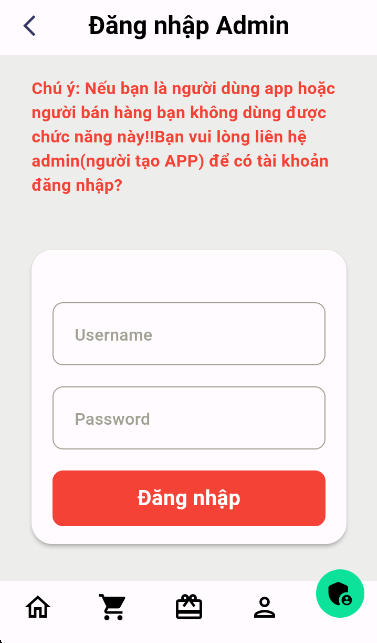 Đăng nhập Admin
Chú ý: Nếu bạn là người dùng app hoặc
người bán hàng bạn không dùng được
chức năng này!!Bạn vui lòng liên hệ
admin(người tạo APP) để có tài khoản
đăng nhập?
Username
Password
Đăng nhập